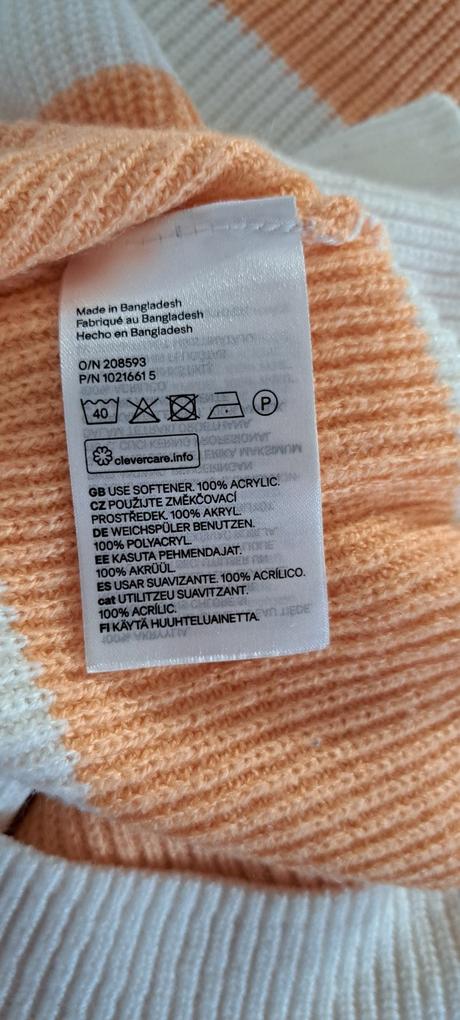 Made in Bangladesh
Fabriqué au Bangladesh
Hecho en Bangladesh
O/N 208593
P/N 1021661 5
40
P
clevercare.info
GB USE SOFTENER. 100% ACRYLIC.
CZ POUŽIJTE ZMĚKČOVACÍ
PROSTŘEDEK. 100% AKRYL.
DE WEICHSPÜLER BENUTZEN.
100% POLYACRYL.
EE KASUTA PEHMENDAJAT.
100% AKRÜÜL.
ES USAR SUAVIZANTE. 100% ACRÍLICO.
cat UTILITZEU SUAVITZANT.
100% ACRÍLIC.
FI KÄYTÄ HUUHTELUAINETTA.